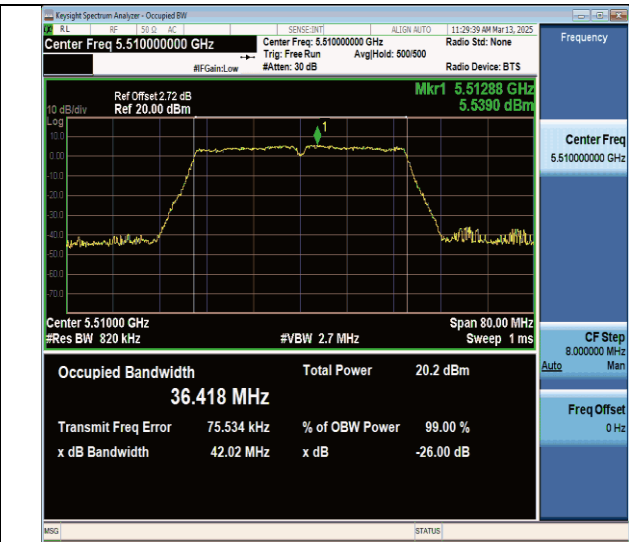 Keysight Spectrum Analyzer - Occupied BW
RL RF 50 Ω AC SENSE:INT ALIGN AUTO 11:29:39 AM Mar 13, 2025
Center Freq 5.510000000 GHz
Center Freq: 5.510000000 GHz
Radio Std: None
Trig: Free Run Avg|Hold: 500/500
#IFGain:Low #Atten: 30 dB Radio Device: BTS
Frequency
Ref Offset 2.72 dB
10 dB/div Ref 20.00 dBm
Mkr1 5.51288 GHz
5.5390 dBm
Log
10.0
0.00
-10.0
-20.0
-30.0
-40.0
-50.0
-60.0
-70.0
1
Center Freq
5.510000000 GHz
Center 5.51000 GHz Span 80.00 MHz
#Res BW 820 kHz #VBW 2.7 MHz Sweep 1 ms
CF Step
8.000000 MHz
Auto Man
Occupied Bandwidth Total Power 20.2 dBm
36.418 MHz
Transmit Freq Error 75.534 kHz % of OBW Power 99.00 %
x dB Bandwidth 42.02 MHz x dB -26.00 dB
Freq Offset
0 Hz
MSG STATUS